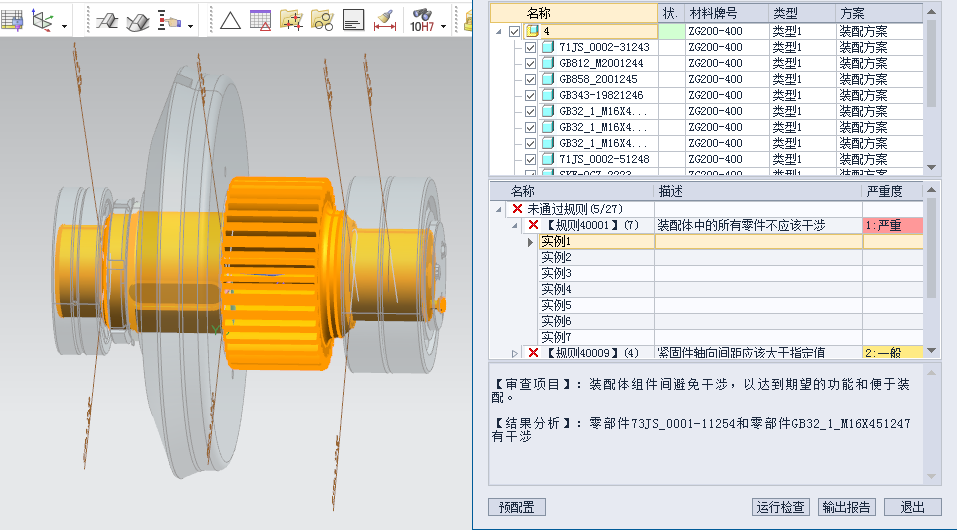 10H7
名称 状. 材料牌号 类型 方案
4 ZG200-400 类型1 装配方案
71JS_0002-31243 ZG200-400 类型1 装配方案
GB812_M2001244 ZG200-400 类型1 装配方案
GB858_2001245 ZG200-400 类型1 装配方案
GB343-19821246 ZG200-400 类型1 装配方案
GB32_1_M16X4... ZG200-400 类型1 装配方案
GB32_1_M16X4... ZG200-400 类型1 装配方案
GB32_1_M16X4... ZG200-400 类型1 装配方案
71JS_0002-51248 ZG200-400 类型1 装配方案
ZG200-400 类型1 装配方案
名称 描述 严重度
未通过规则(5/27)
【规则40001】(7) 装配体中的所有零件不应该干涉 1:严重
实例1
实例2
实例3
实例4
实例5
实例6
实例7
【规则40009】(4) 紧固件轴向间距应该大于指定值 2:一般
【审查项目】: 装配体组件间避免干涉，以达到期望的功能和便于装
配。
【结果分析】: 零部件73JS_0001-11254和零部件GB32_1_M16X451247
有干涉
预配置 运行检查 输出报告 退出